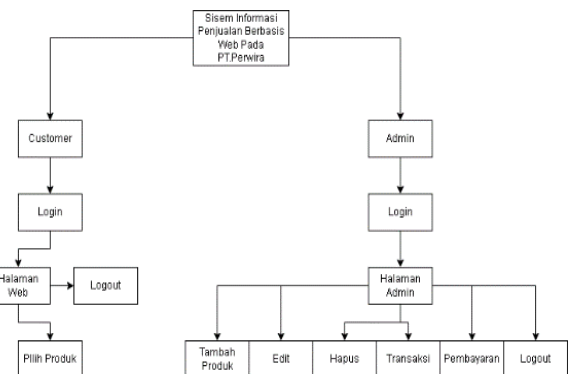 Sisem Informasi
Penjualan Berbasis
Web Pada
PT.Perwira
Customer
Admin
Login
Login
Halaman
Web
Logout
Halaman
Admin
PIlih Produk
Tambah
Produk
Edit
Hapus
Transaksi
Pembayaran
Logout